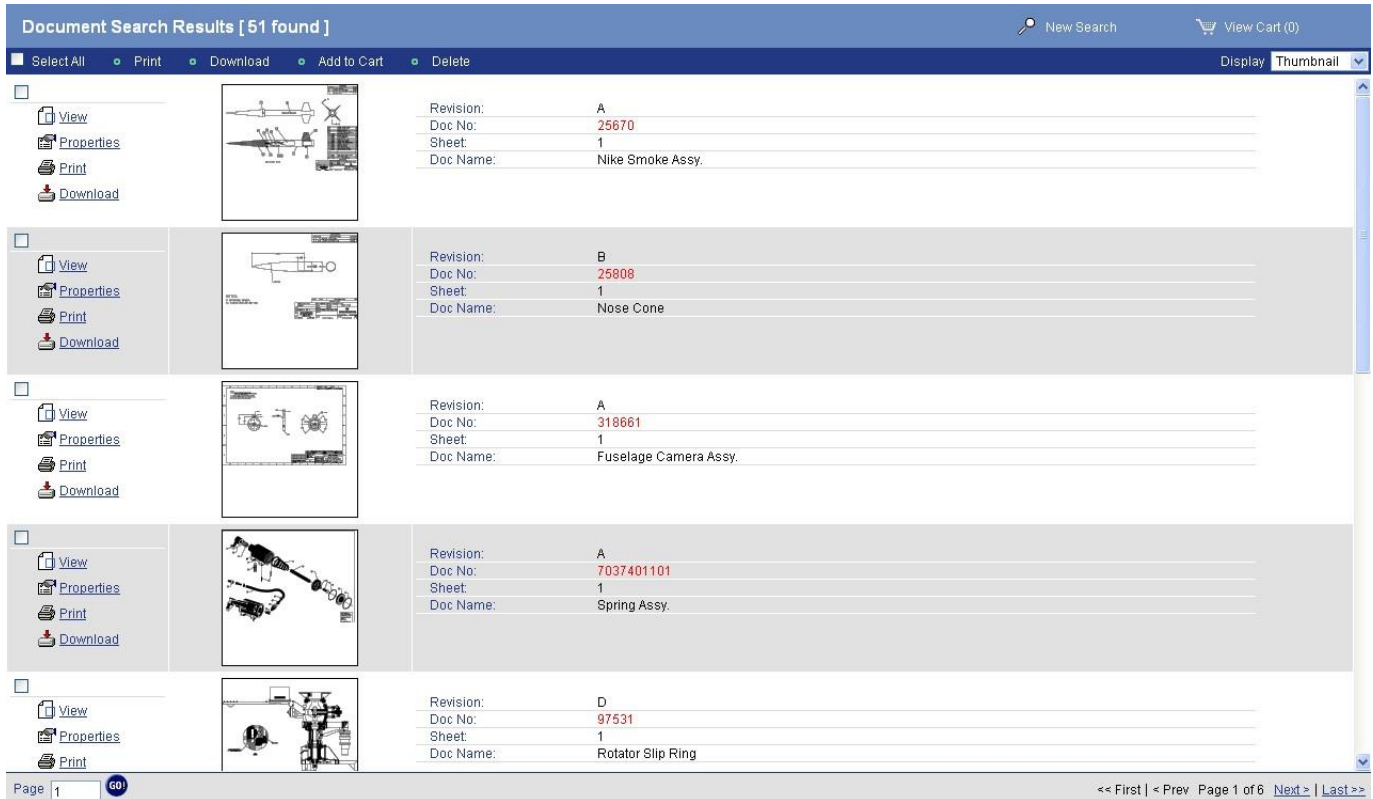 Document Search Results [ 51 found ] New Search View Cart (0)
Select All Print Download Add to Cart Delete Display Thumbnail
View
Properties
Print
Download
Revision: A
Doc No: 25670
Sheet: 1
Doc Name: Nike Smoke Assy.
View
Properties
Print
Download
Revision: B
Doc No: 25808
Sheet: 1
Doc Name: Nose Cone
View
Properties
Print
Download
Revision: A
Doc No: 318661
Sheet: 1
Doc Name: Fuselage Camera Assy.
View
Properties
Print
Download
Revision: A
Doc No: 7037401101
Sheet: 1
Doc Name: Spring Assy.
View
Properties
Print
Revision: D
Doc No: 97531
Sheet: 1
Doc Name: Rotator Slip Ring
Page 1 GO! << First | < Prev Page 1 of 6 Next > | Last >>